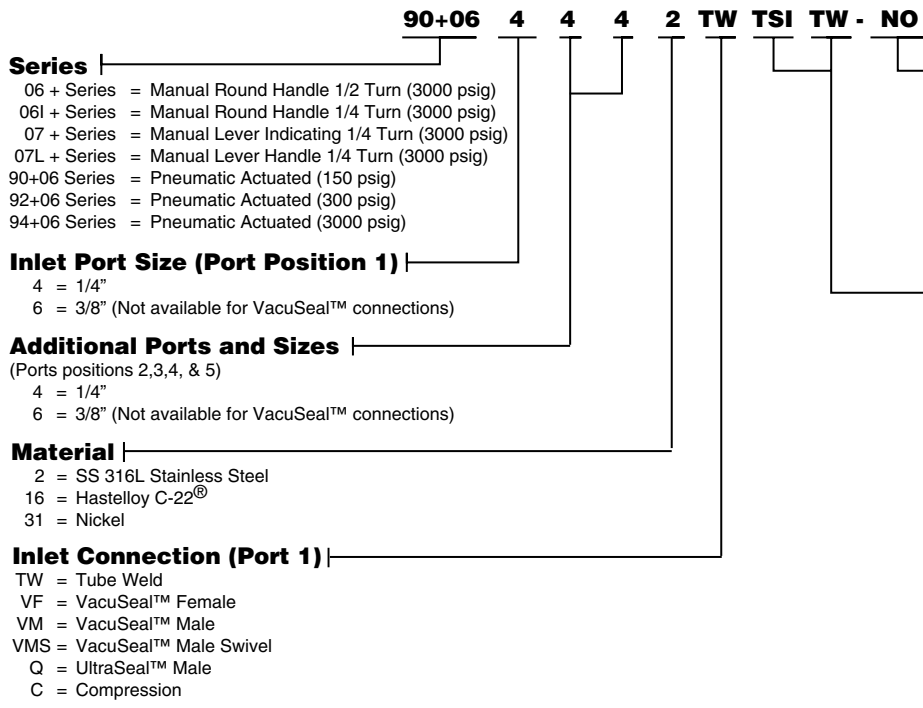 90+06 4 4 4 2 TW TSI TW - NO
Series
06 + Series = Manual Round Handle 1/2 Turn (3000 psig)
06I + Series = Manual Round Handle 1/4 Turn (3000 psig)
07 + Series = Manual Lever Indicating 1/4 Turn (3000 psig)
07L + Series = Manual Lever Handle 1/4 Turn (3000 psig)
90+06 Series = Pneumatic Actuated (150 psig)
92+06 Series = Pneumatic Actuated (300 psig)
94+06 Series = Pneumatic Actuated (3000 psig)
Inlet Port Size (Port Position 1)
4 = 1/4”
6 = 3/8” (Not available for VacuSeal™ connections)
Additional Ports and Sizes
(Ports positions 2,3,4, & 5)
4 = 1/4”
6 = 3/8” (Not available for VacuSeal™ connections)
Material
2 = SS 316L Stainless Steel
16 = Hastelloy C-22®
31 = Nickel
Inlet Connection (Port 1)
TW = Tube Weld
VF = VacuSeal™ Female
VM = VacuSeal™ Male
VMS = VacuSeal™ Male Swivel
Q = UltraSeal™ Male
C = Compression